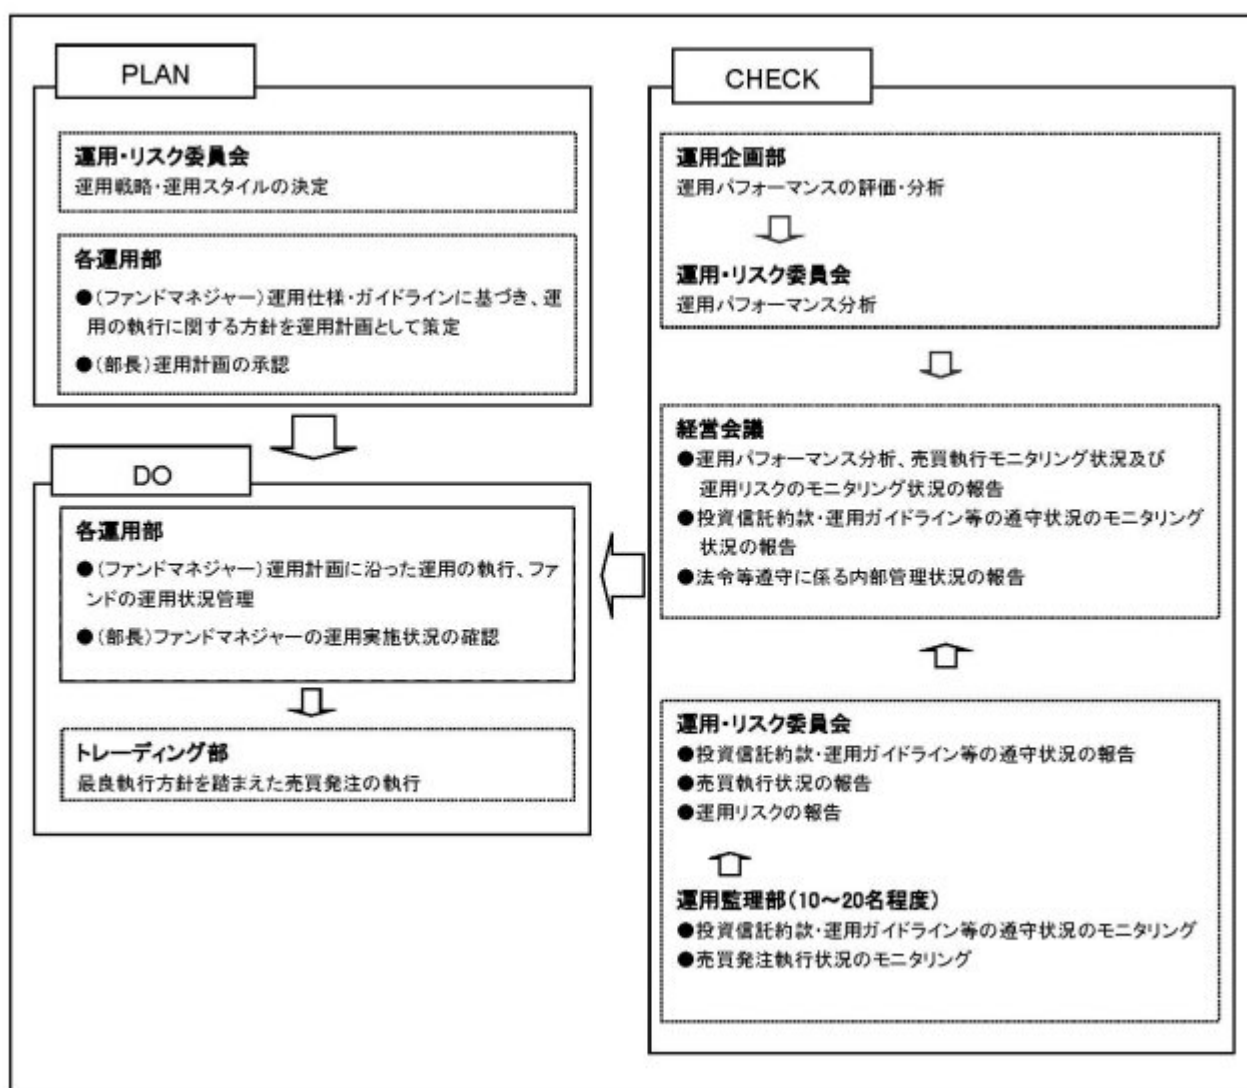 PLAN
運用・リスク委員会
運用戦略・運用スタイルの決定
各運用部
●(ファンドマネジャー)運用仕様・ガイドラインに基づき、運
用の執行に関する方針を運用計画として策定
●(部長)運用計画の承認
DO
各運用部
●(ファンドマネジャー)運用計画に沿った運用の執行、ファ
ンドの運用状況管理
●(部長)ファンドマネジャーの運用実施状況の確認
トレーディング部
最良執行方針を踏まえた売買発注の執行
CHECK
運用企画部
運用パフォーマンスの評価・分析
運用・リスク委員会
運用パフォーマンス分析
経営会議
●運用パフォーマンス分析、売買執行モニタリング状況及び
運用リスクのモニタリング状況の報告
●投資信託約款・運用ガイドライン等の遵守状況のモニタリング
状況の報告
●法令等遵守に係る内部管理状況の報告
運用・リスク委員会
●投資信託約款・運用ガイドライン等の遵守状況の報告
●売買執行状況の報告
●運用リスクの報告
運用監理部(10～20名程度)
●投資信託約款・運用ガイドライン等の遵守状況のモニタリング
●売買発注執行状況のモニタリング